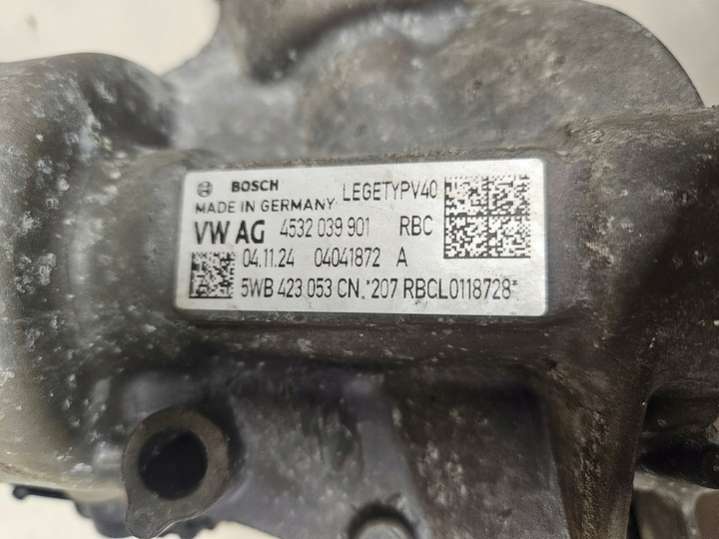 BOSCH LEGETYPV40
MADE IN GERMANY
VW AG 4532 039 901 RBC
04.11.24 04041872 A
5WB 423 053 CN *207 RBCL0118728*